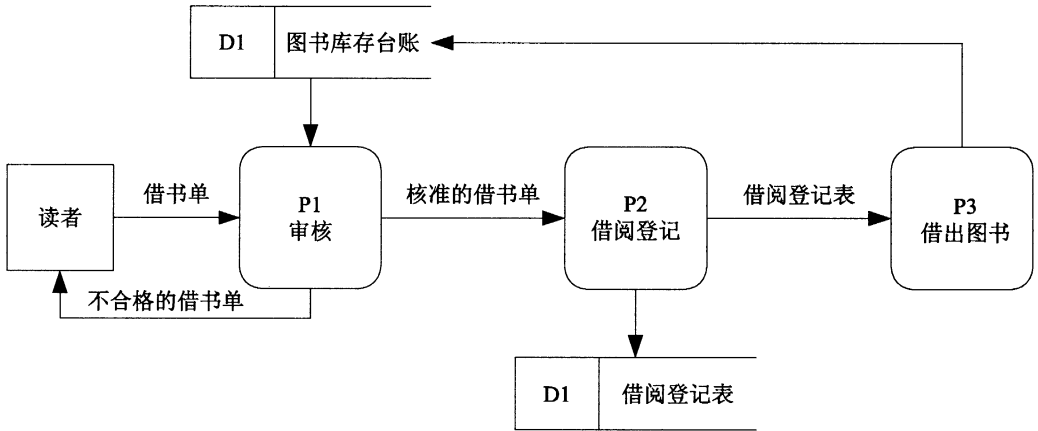 D1 图书库存台账
读者
借书单
P1
审核
核准的借书单
P2
借阅登记
借阅登记表
P3
借出图书
不合格的借书单
D1 借阅登记表